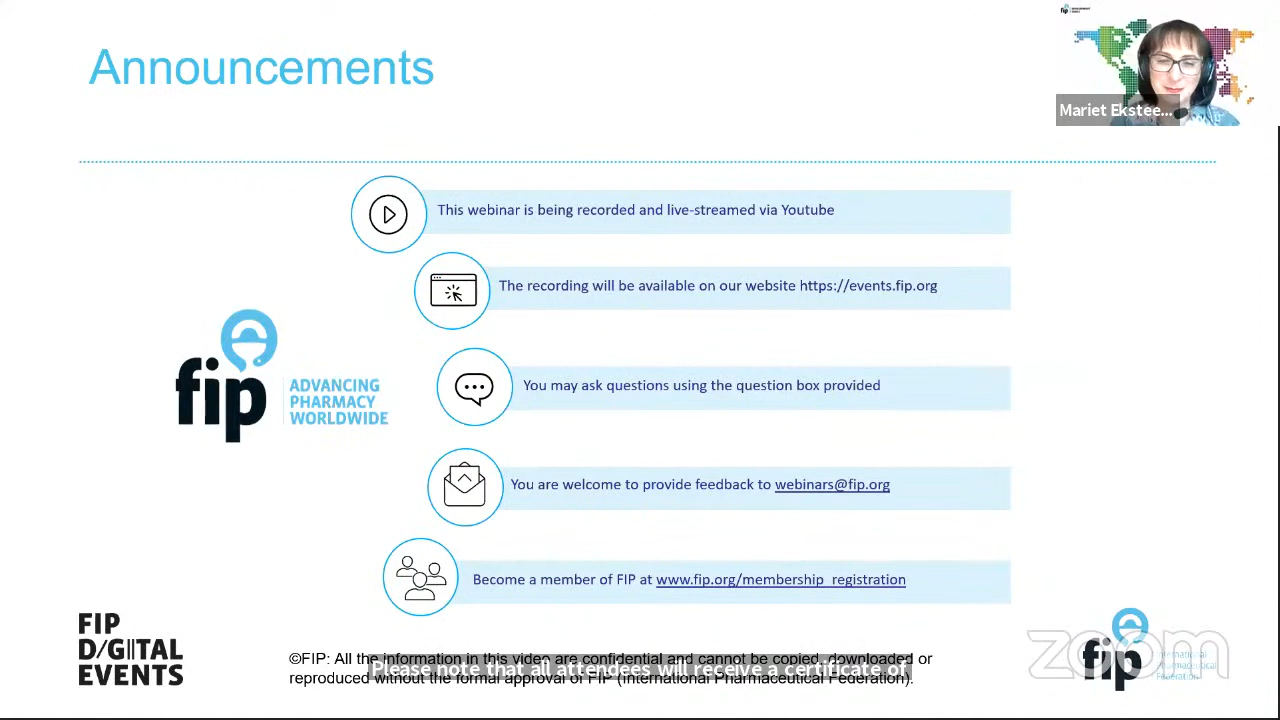 Announcements
fip
Mariet Ekstee...
This webinar is being recorded and live-streamed via Youtube
The recording will be available on our website https://events.fip.org
fip
ADVANCING
PHARMACY
WORLDWIDE
You may ask questions using the question box provided
You are welcome to provide feedback to webinars@fip.org
Become a member of FIP at www.fip.org/membership_registration
FIP
D/GITAL
EVENTS
©FIP: All the information in this video are confidential and cannot be copied, downloaded or
reproduced without the formal approval of FIP (International Pharmaceutical Federation).
Please note that all attendees will receive a certificate of
zoom
fip
International
Pharmaceutical
Federation